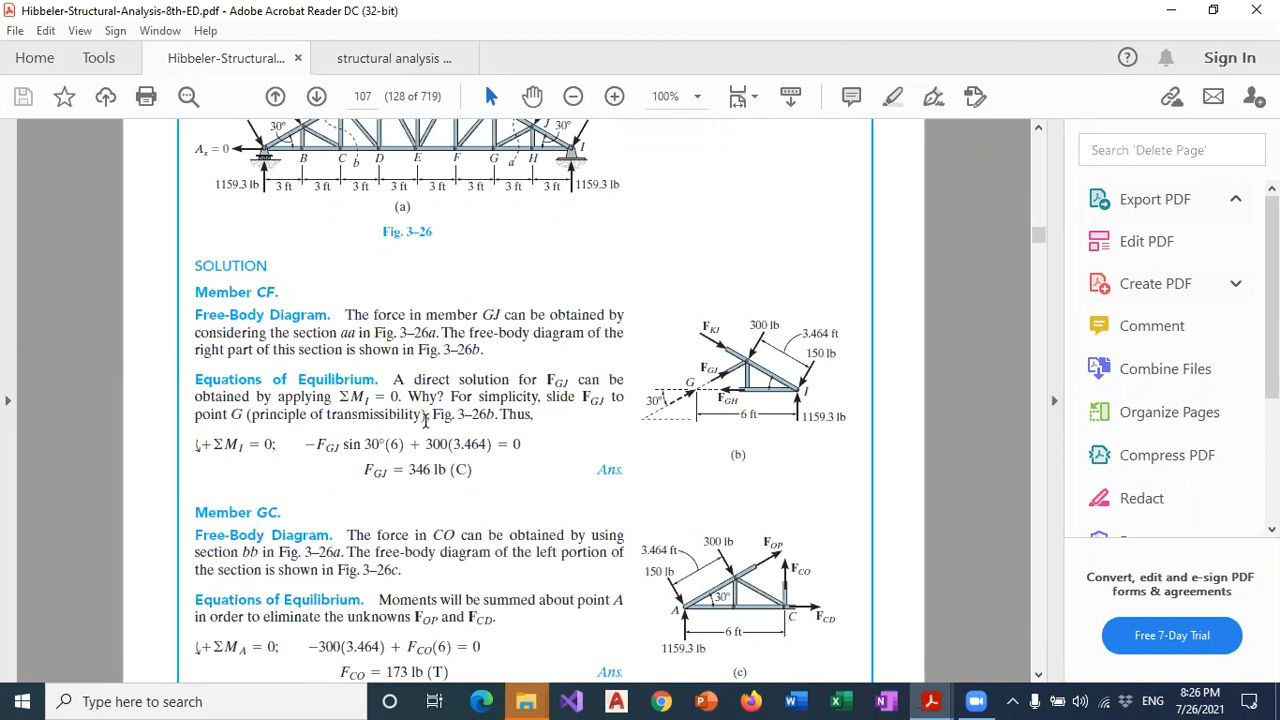 Hibbeler-Structural-Analysis-8th-ED.pdf - Adobe Acrobat Reader DC (32-bit)
File Edit View Sign Window Help
Home Tools Hibbeler-Structural... × structural analysis ... Sign In
107 (128 of 719) 100%
30° J 30°
Ax = 0 B C b D E F G a' H I
1159.3 lb 3 ft 3 ft 3 ft 3 ft 3 ft 3 ft 3 ft 3 ft 1159.3 lb
(a)
Fig. 3–26
SOLUTION
Member CF.
Free-Body Diagram. The force in member GJ can be obtained by
considering the section aa in Fig. 3–26a. The free-body diagram of the
right part of this section is shown in Fig. 3–26b.
Equations of Equilibrium. A direct solution for FGJ can be
obtained by applying ΣMI = 0. Why? For simplicity, slide FGJ to
point G (principle of transmissibility), Fig. 3–26b. Thus,
↓+ΣMI = 0; −FGJ sin 30°(6) + 300(3.464) = 0
FGJ = 346 lb (C) Ans.
Member GC.
Free-Body Diagram. The force in CO can be obtained by using
section bb in Fig. 3–26a. The free-body diagram of the left portion of
the section is shown in Fig. 3–26c.
Equations of Equilibrium. Moments will be summed about point A
in order to eliminate the unknowns FOP and FCD.
↓+ΣMA = 0; −300(3.464) + FCO(6) = 0
FCO = 173 lb (T) Ans.
FKJ 300 lb
3.464 ft
150 lb
FGJ
G
I
30° FGH
6 ft 1159.3 lb
(b)
300 lb FOP
3.464 ft
FCO
150 lb
30°
A C FCD
6 ft
1159.3 lb
(c)
Search 'Delete Page'
Export PDF
Edit PDF
Create PDF
Comment
Combine Files
Organize Pages
Compress PDF
Redact
Convert, edit and e-sign PDF
forms & agreements
Free 7-Day Trial
Type here to search
ENG
8:26 PM
7/26/2021